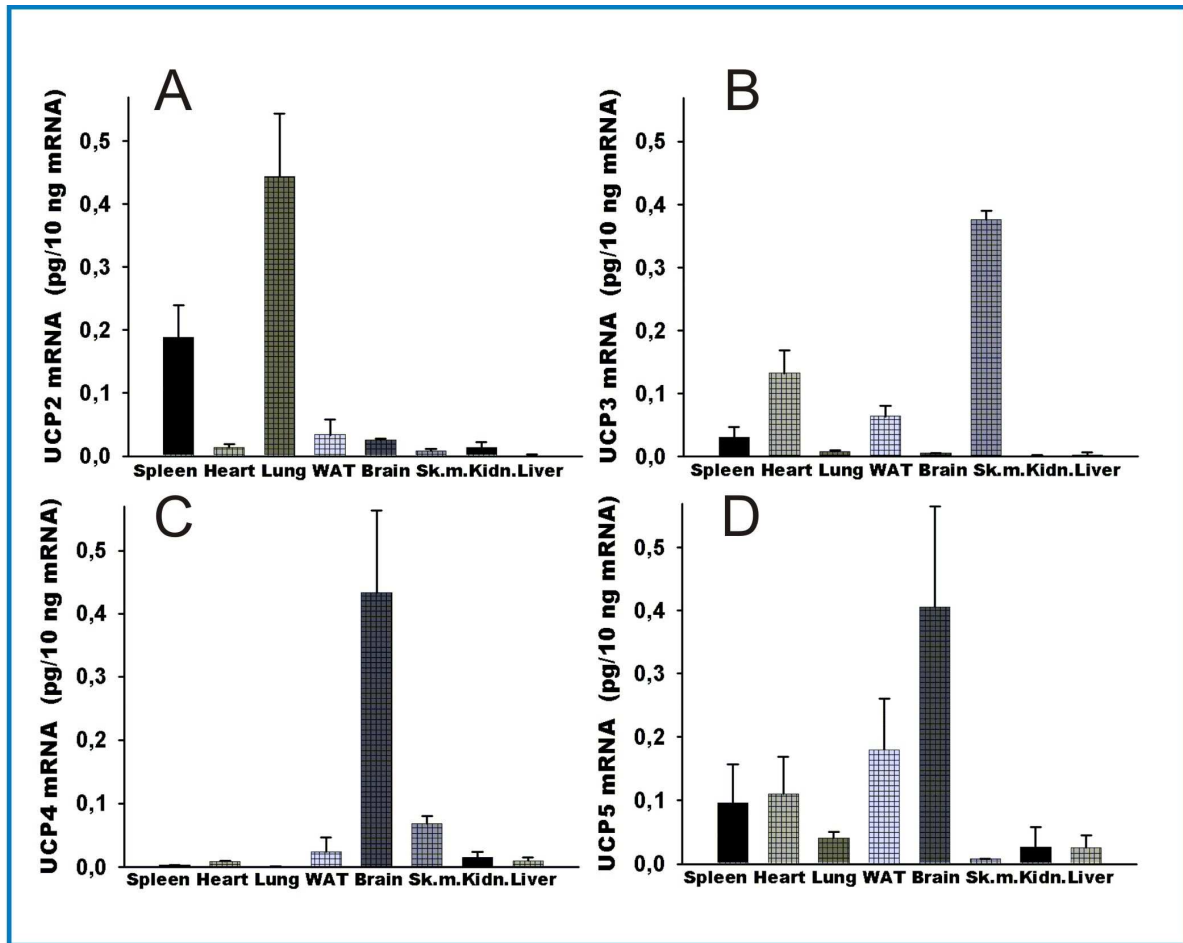 A
UCP2 mRNA (pg/10 ng mRNA)
0,5
0,4
0,3
0,2
0,1
0,0
Spleen Heart Lung WAT Brain Sk.m. Kidn. Liver
B
UCP3 mRNA (pg/10 ng mRNA)
0,5
0,4
0,3
0,2
0,1
0,0
Spleen Heart Lung WAT Brain Sk.m. Kidn. Liver
C
UCP4 mRNA (pg/10 ng mRNA)
0,5
0,4
0,3
0,2
0,1
0,0
Spleen Heart Lung WAT Brain Sk.m. Kidn. Liver
D
UCP5 mRNA (pg/10 ng mRNA)
0,5
0,4
0,3
0,2
0,1
0,0
Spleen Heart Lung WAT Brain Sk.m. Kidn. Liver